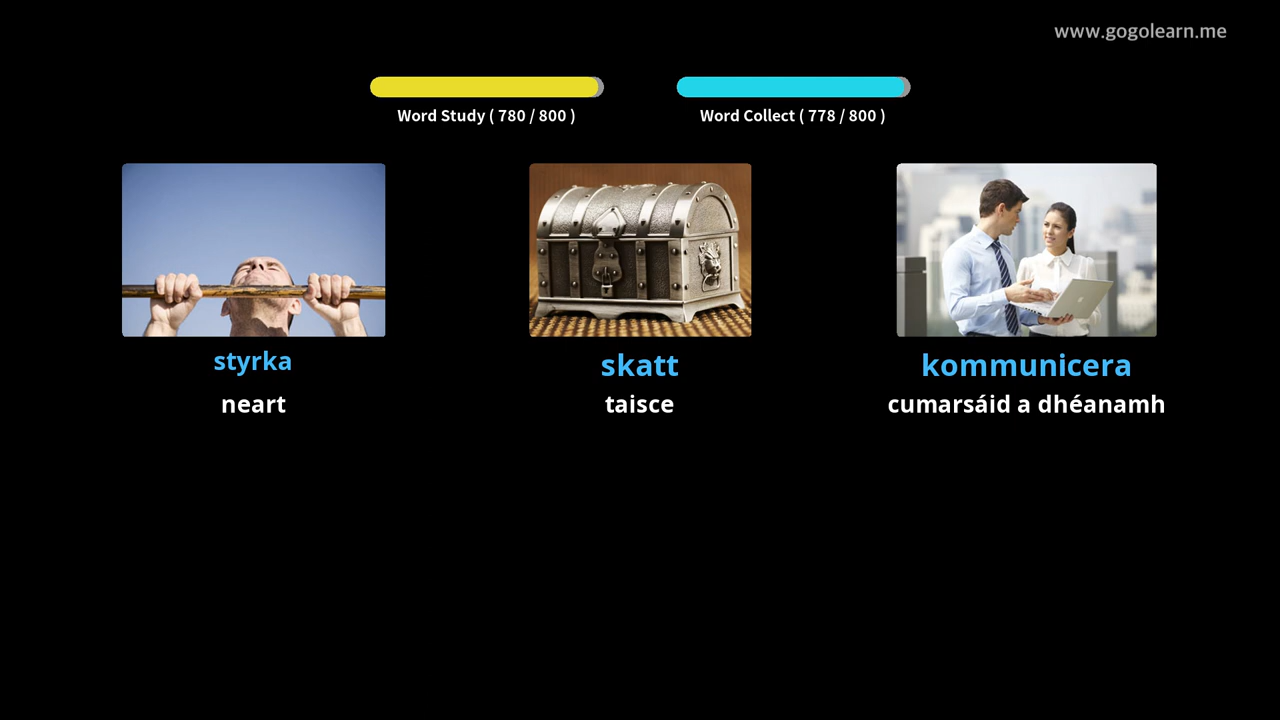 www.gogolearn.me
Word Study ( 780 / 800 )
Word Collect ( 778 / 800 )
styrka
skatt
kommunicera
neart
taisce
cumarsáid a dhéanamh